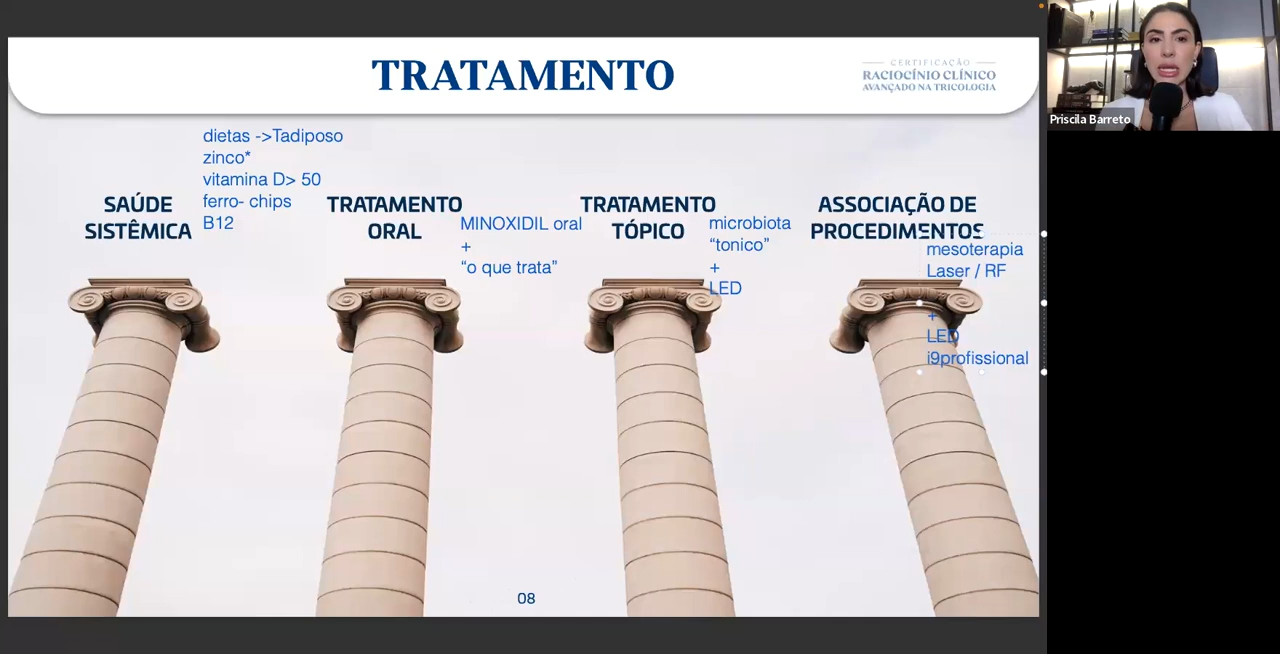 TRATAMENTO
CERTIFICAÇÃO
RACIOCÍNIO CLÍNICO
AVANÇADO NA TRICOLOGIA
Priscila Barreto
SAÚDE
SISTÊMICA
dietas ->Tadiposo
zinco*
vitamina D> 50
ferro- chips
B12
TRATAMENTO
ORAL
MINOXIDIL oral
+
“o que trata”
TRATAMENTO
TÓPICO
microbiota
“tonico”
+
LED
ASSOCIAÇÃO DE
PROCEDIMENTOS
mesoterapia
Laser / RF
+
LED
i9profissional
08